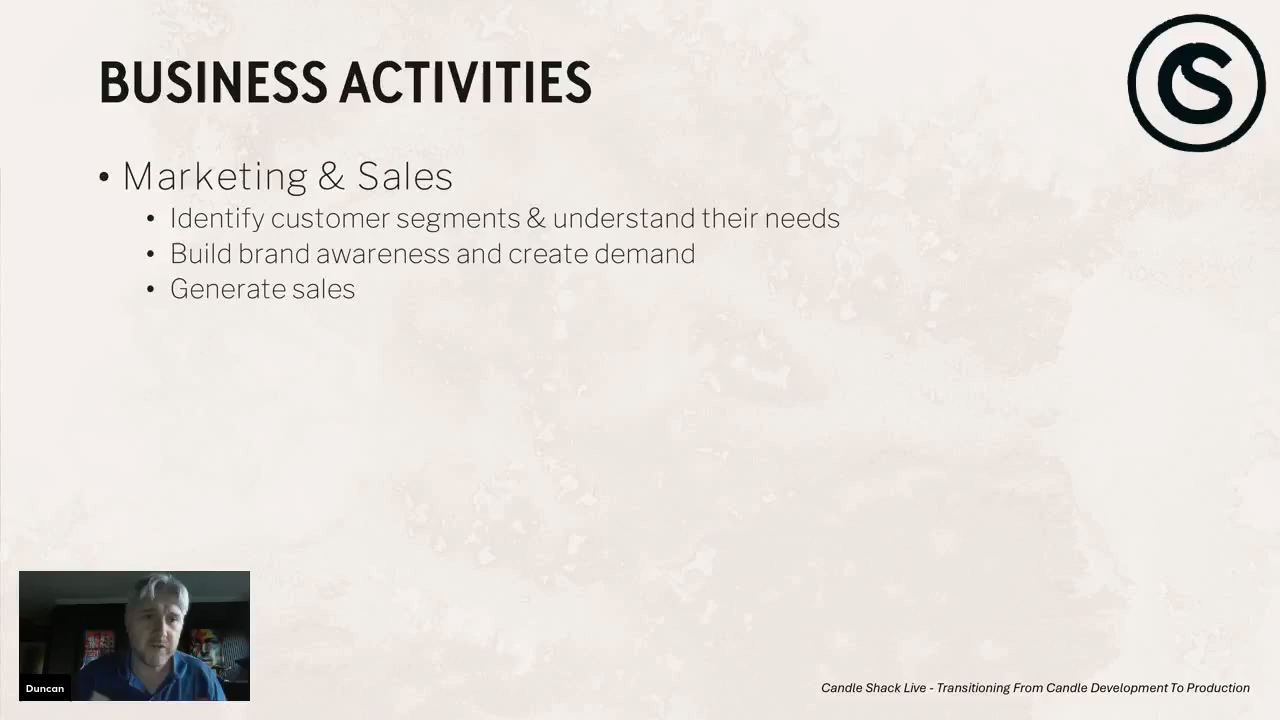 BUSINESS ACTIVITIES
• Marketing & Sales
• Identify customer segments & understand their needs
• Build brand awareness and create demand
• Generate sales
Duncan
Candle Shack Live - Transitioning From Candle Development To Production